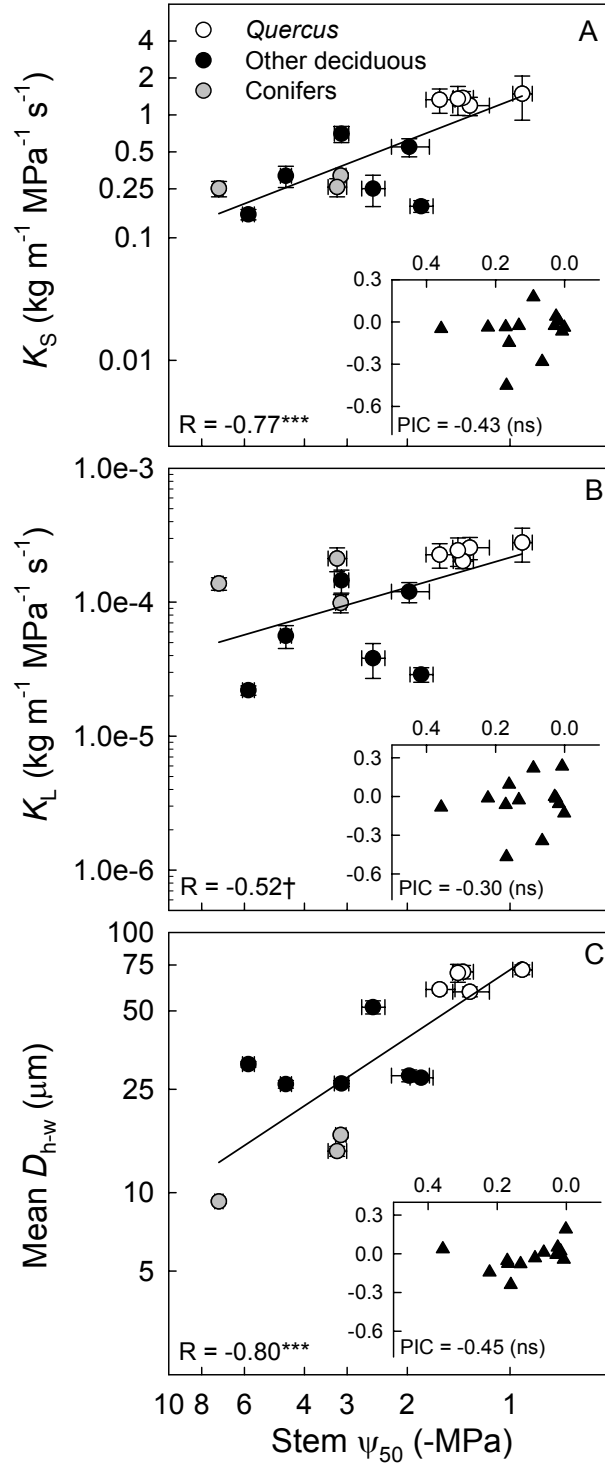 A
Quercus
Other deciduous
Conifers
4
2
1
0.5
0.25
0.1
0.01
K_S (kg m⁻¹ MPa⁻¹ s⁻¹)
0.4 0.2 0.0
0.3
0.0
-0.3
-0.6
R = -0.77***
PIC = -0.43 (ns)
B
1.0e-3
1.0e-4
1.0e-5
1.0e-6
K_L (kg m⁻¹ MPa⁻¹ s⁻¹)
0.4 0.2 0.0
0.3
0.0
-0.3
-0.6
R = -0.52†
PIC = -0.30 (ns)
C
100
75
50
25
10
5
Mean D_h-w (μm)
0.4 0.2 0.0
0.3
0.0
-0.3
-0.6
R = -0.80***
PIC = -0.45 (ns)
10 8 6 4 3 2 1
Stem ψ₅₀ (-MPa)